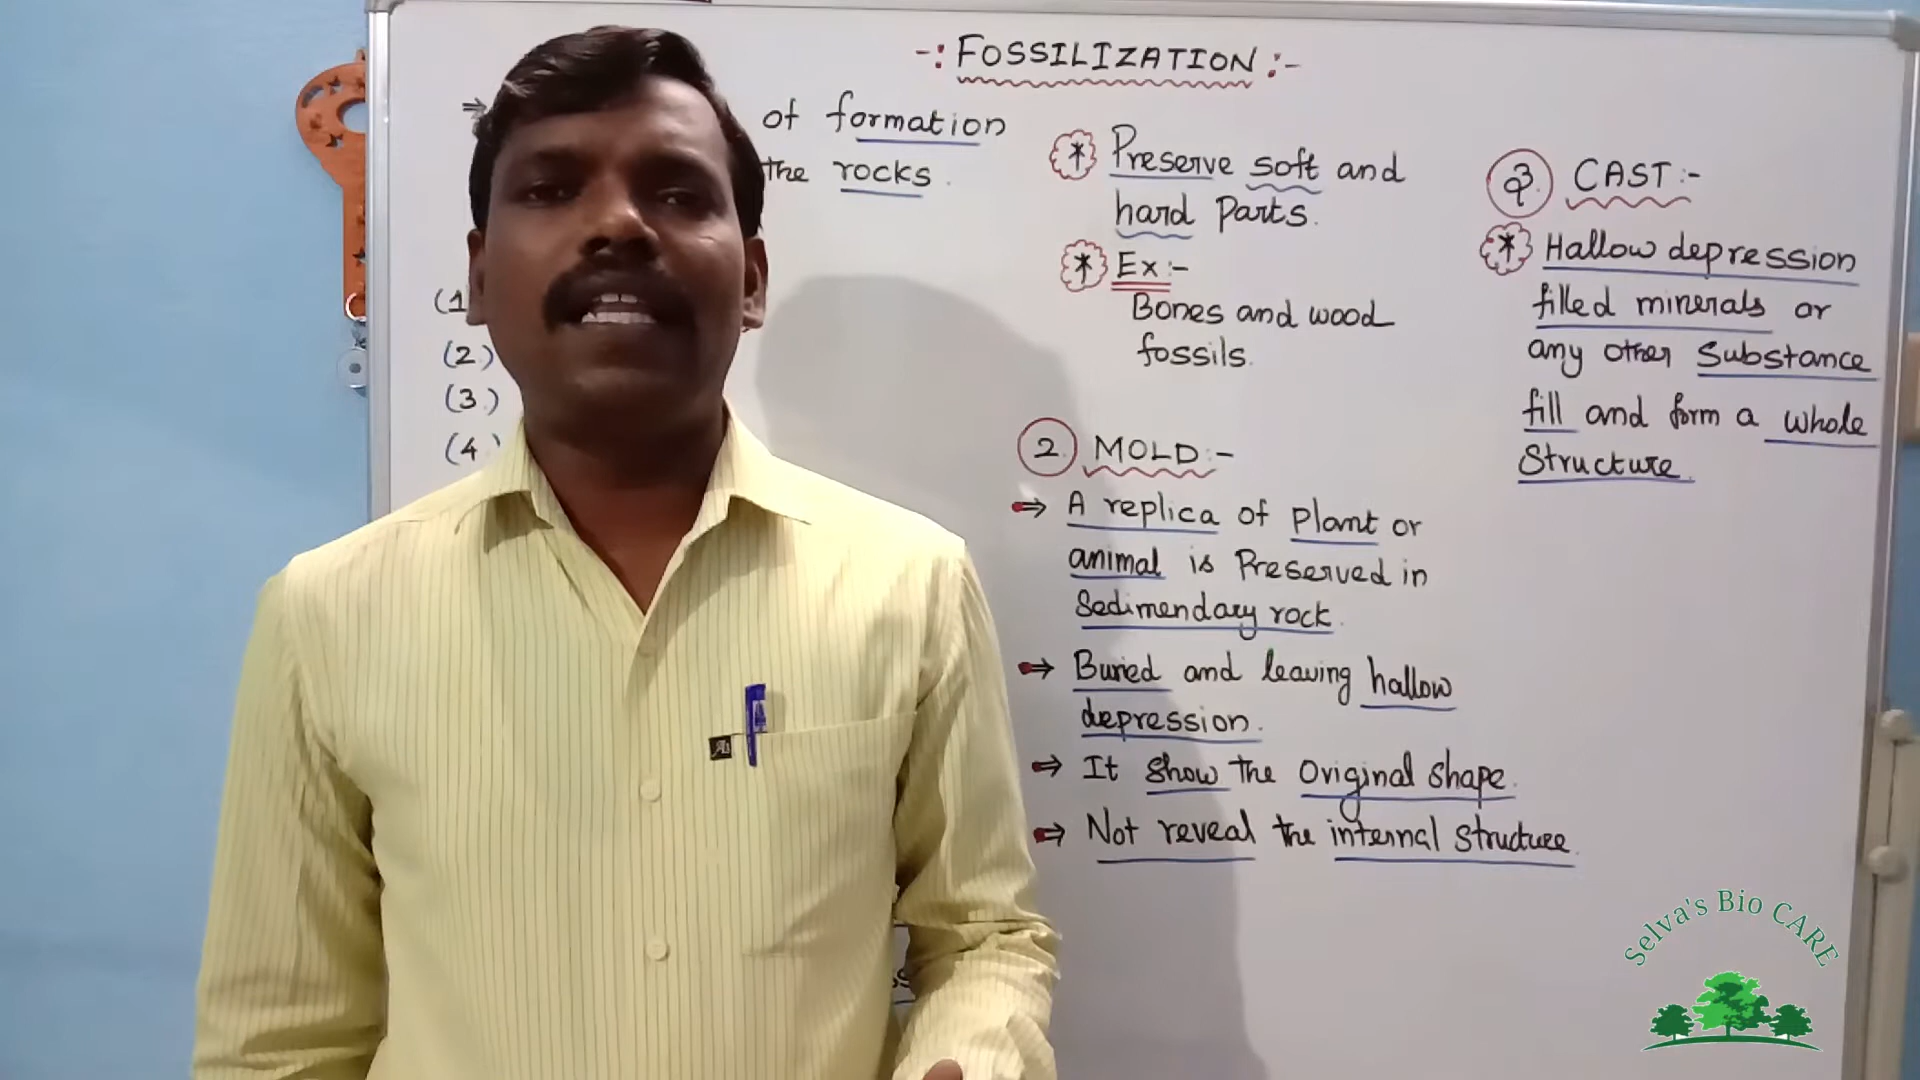 -: FOSSILIZATION :-
⇒
of formation
the rocks.
(1
(2.)
(3.)
(4.)
* Preserve soft and
hard Parts.
* Ex:-
Bones and wood
fossils.
2. MOLD:-
⇒ A replica of plant or
animal is Preserved in
Sedimendary rock.
⇒ Buried and leaving hallow
depression.
⇒ It show the Original shape.
⇒ Not reveal the internal structure.
3. CAST:-
* Hallow depression
filled minerals or
any other Substance
fill and form a whole
Structure.
Selva's Bio CARE